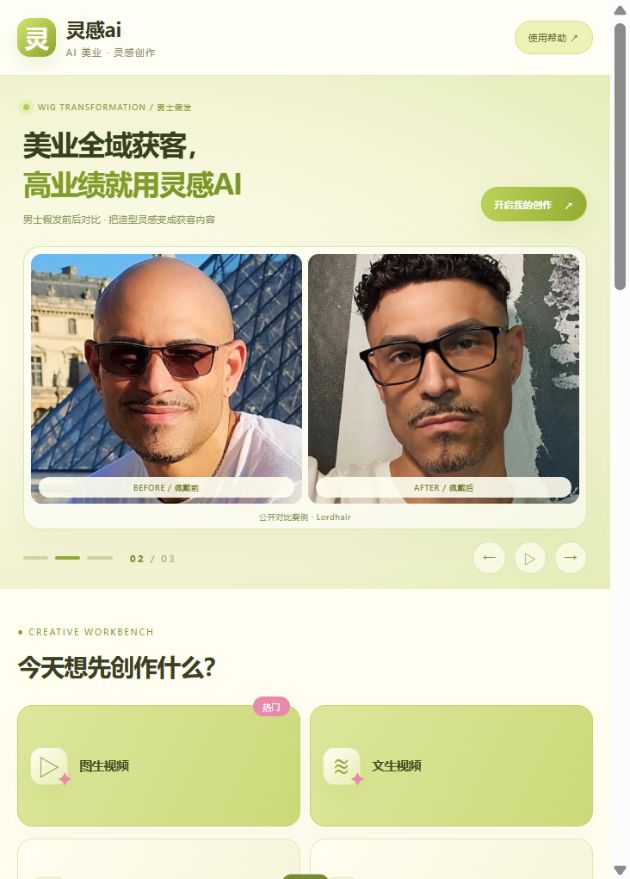 灵
灵感ai
AI 美业 · 灵感创作
使用帮助 ↗
WIG TRANSFORMATION / 男士假发
美业全域获客，
高业绩就用灵感AI
男士假发前后对比 · 把造型灵感变成获客内容
开启我的创作 ↗
BEFORE / 佩戴前
AFTER / 佩戴后
公开对比案例 · Lordhair
02 / 03
CREATIVE WORKBENCH
今天想先创作什么？
热门
图生视频
文生视频